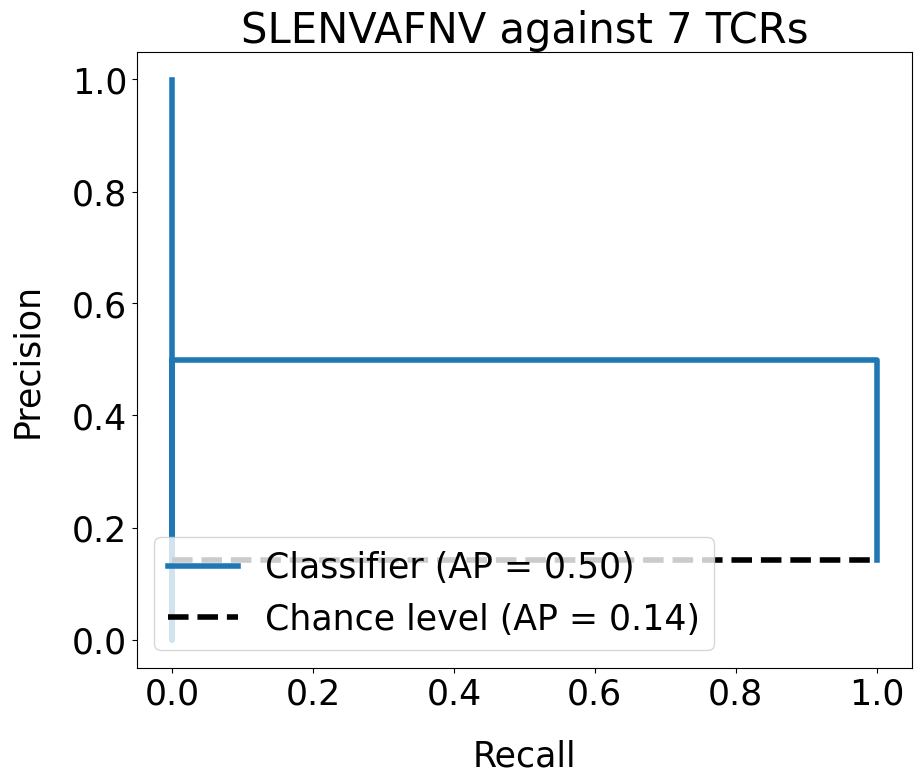 SLENVAFNV against 7 TCRs
Precision
1.0
0.8
0.6
0.4
0.2
0.0
Classifier (AP = 0.50)
Chance level (AP = 0.14)
0.0 0.2 0.4 0.6 0.8 1.0
Recall